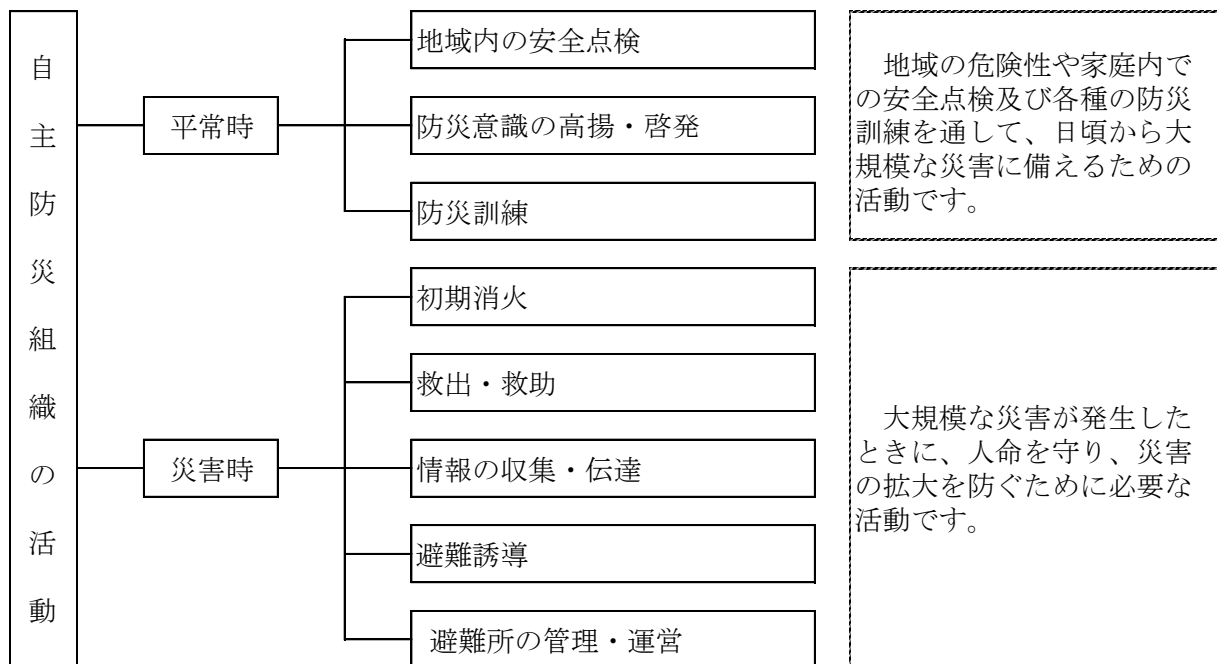 自主防災組織の活動
平常時
地域内の安全点検
防災意識の高揚・啓発
防災訓練
地域の危険性や家庭内で
の安全点検及び各種の防災
訓練を通して、日頃から大
規模な災害に備えるための
活動です。
災害時
初期消火
救出・救助
情報の収集・伝達
避難誘導
避難所の管理・運営
大規模な災害が発生した
ときに、人命を守り、災害
の拡大を防ぐために必要な
活動です。